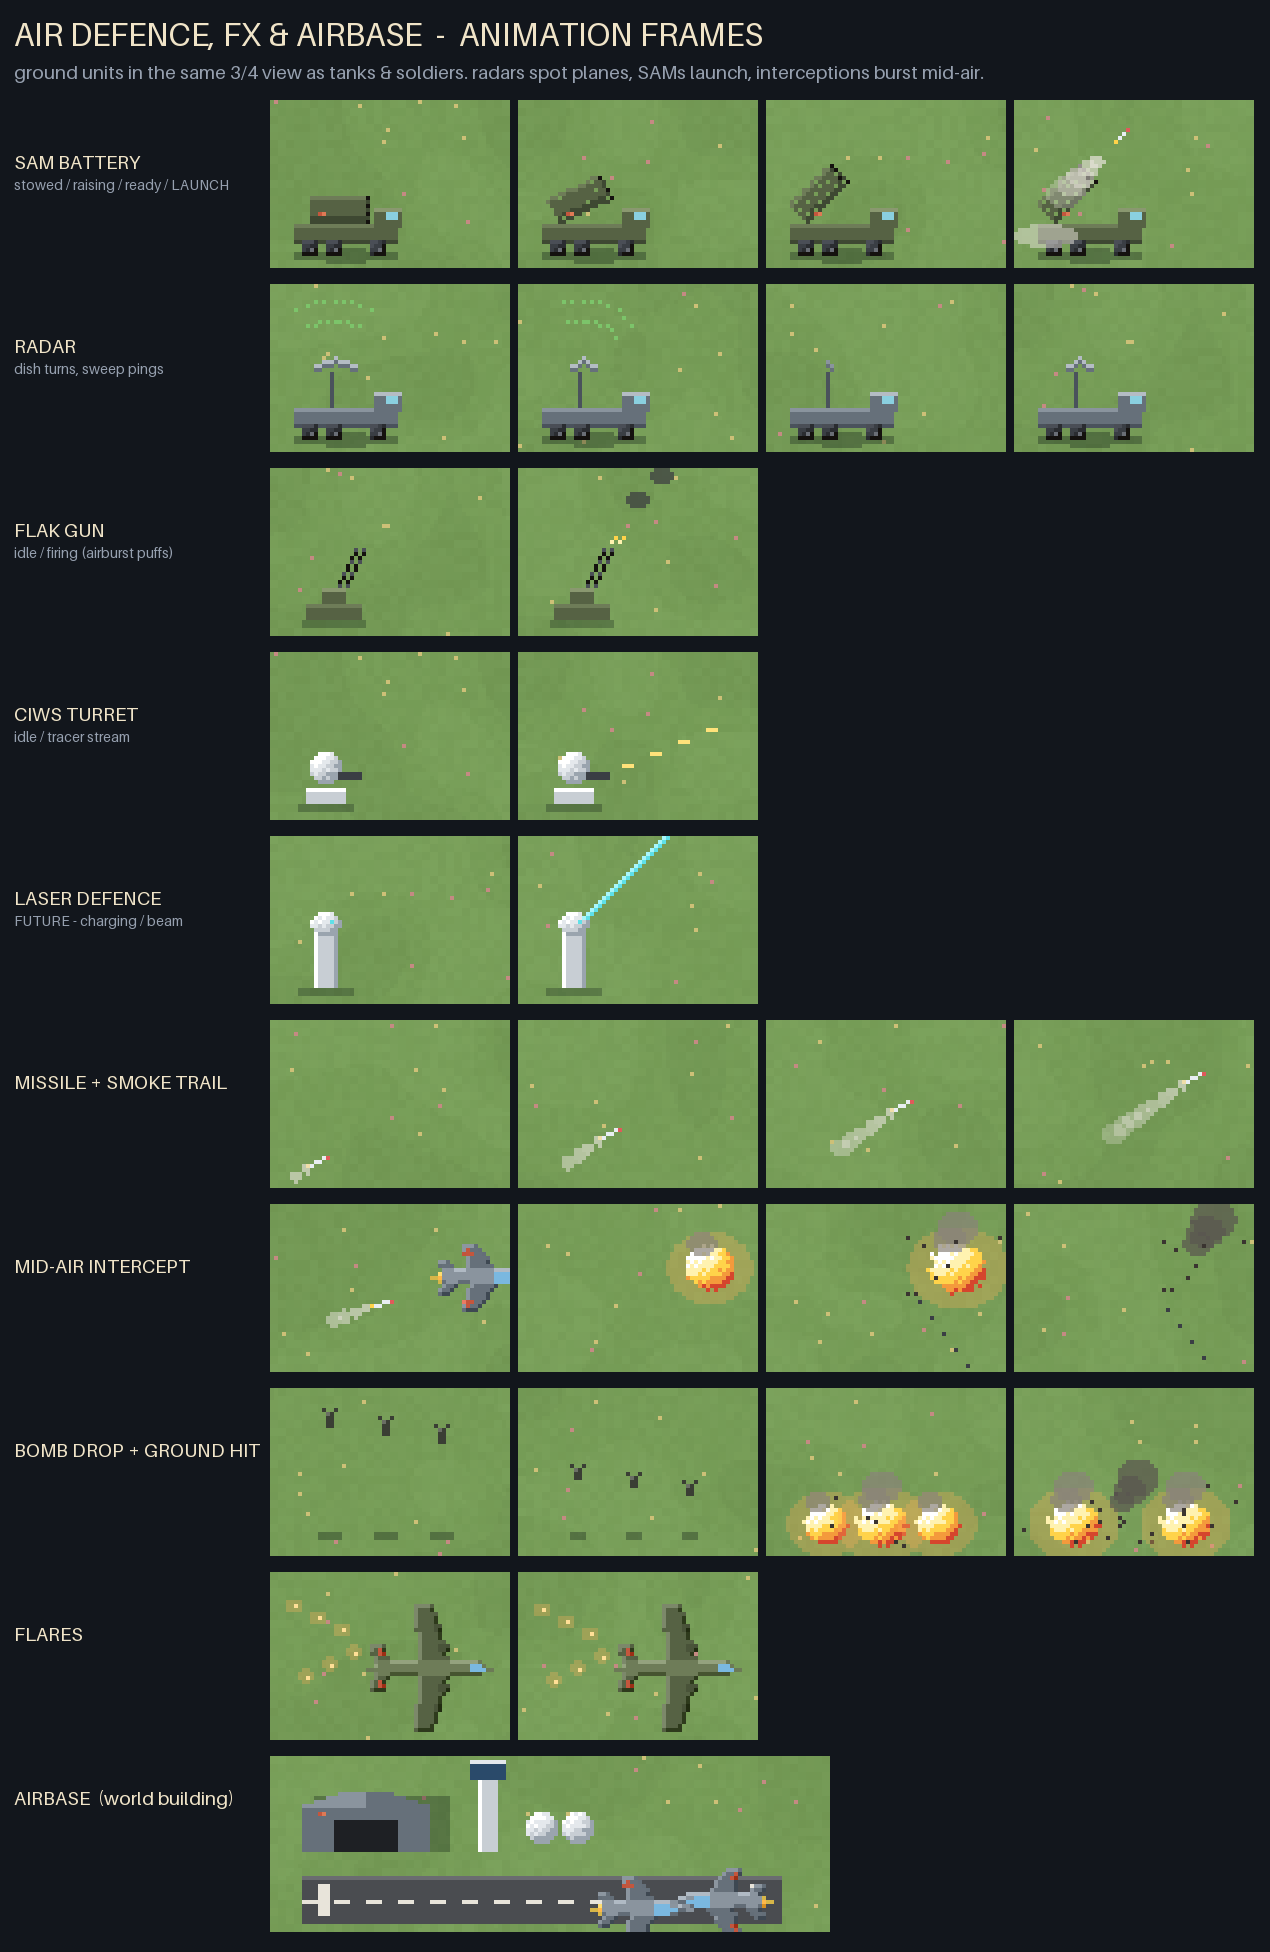 AIR DEFENCE, FX & AIRBASE - ANIMATION FRAMES
ground units in the same 3/4 view as tanks & soldiers. radars spot planes, SAMs launch, interceptions burst mid-air.
SAM BATTERY
stowed / raising / ready / LAUNCH
RADAR
dish turns, sweep pings
FLAK GUN
idle / firing (airburst puffs)
CIWS TURRET
idle / tracer stream
LASER DEFENCE
FUTURE - charging / beam
MISSILE + SMOKE TRAIL
MID-AIR INTERCEPT
BOMB DROP + GROUND HIT
FLARES
AIRBASE (world building)